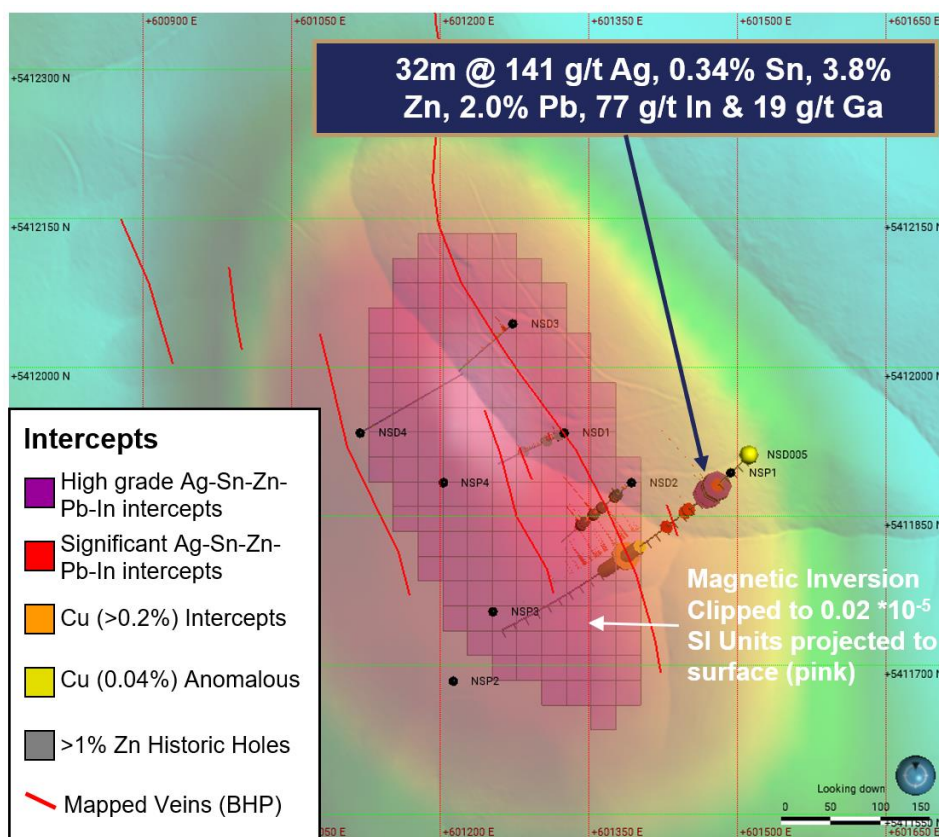 +600900 E +601050 E +601200 E +601350 E +601500 E +601650 E
32m @ 141 g/t Ag, 0.34% Sn, 3.8%
Zn, 2.0% Pb, 77 g/t In & 19 g/t Ga
+5412300 N
+5412150 N +5412150 N
+5412000 N +5412000 N
NSD3
NSD4
NSD1
NSD005
NSP1
NSP4
NSD2
+5411850 N
NSP3
NSP2
Magnetic Inversion
Clipped to 0.02 *10-5
SI Units projected to
surface (pink)
+5411700 N
Intercepts
High grade Ag-Sn-Zn-
Pb-In intercepts
Significant Ag-Sn-Zn-
Pb-In intercepts
Cu (>0.2%) Intercepts
Cu (0.04%) Anomalous
>1% Zn Historic Holes
Mapped Veins (BHP)
Looking down
0 50 100 150
+5411550 N
050 E +601200 E +601350 E +601500 E +601650 E